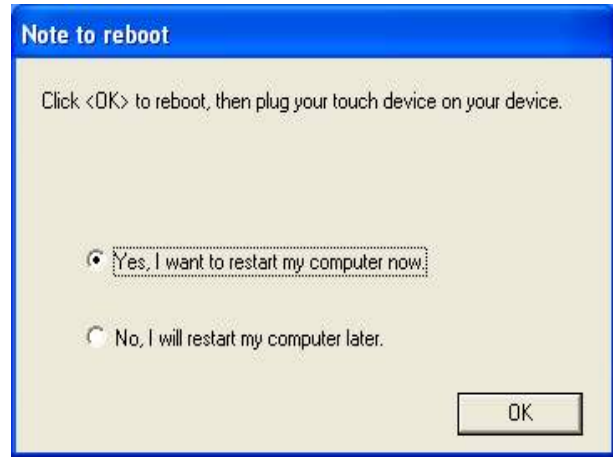 Note to reboot
Click <OK> to reboot, then plug your touch device on your device.
Yes, I want to restart my computer now.
No, I will restart my computer later.
OK